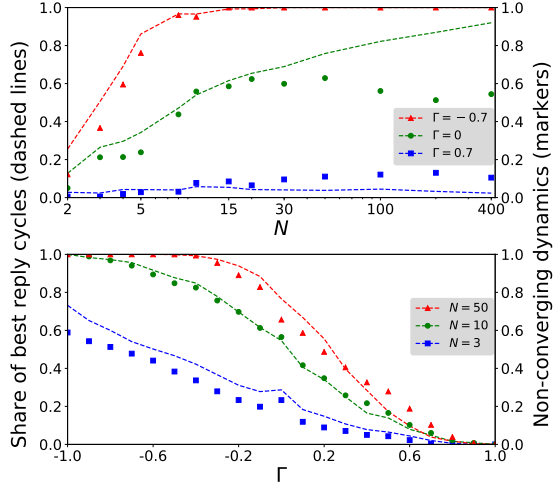 Share of best reply cycles (dashed lines)
Non-converging dynamics (markers)
1.0 1.0
0.8 0.8
0.6 0.6
0.4 0.4
0.2 0.2
0.0 0.0
Γ = − 0.7
Γ = 0
Γ = 0.7
2 5 15 30 100 400
N
1.0 1.0
0.8 0.8
0.6 0.6
0.4 0.4
0.2 0.2
0.0 0.0
N = 50
N = 10
N = 3
-1.0 -0.6 -0.2 0.2 0.6 1.0
Γ